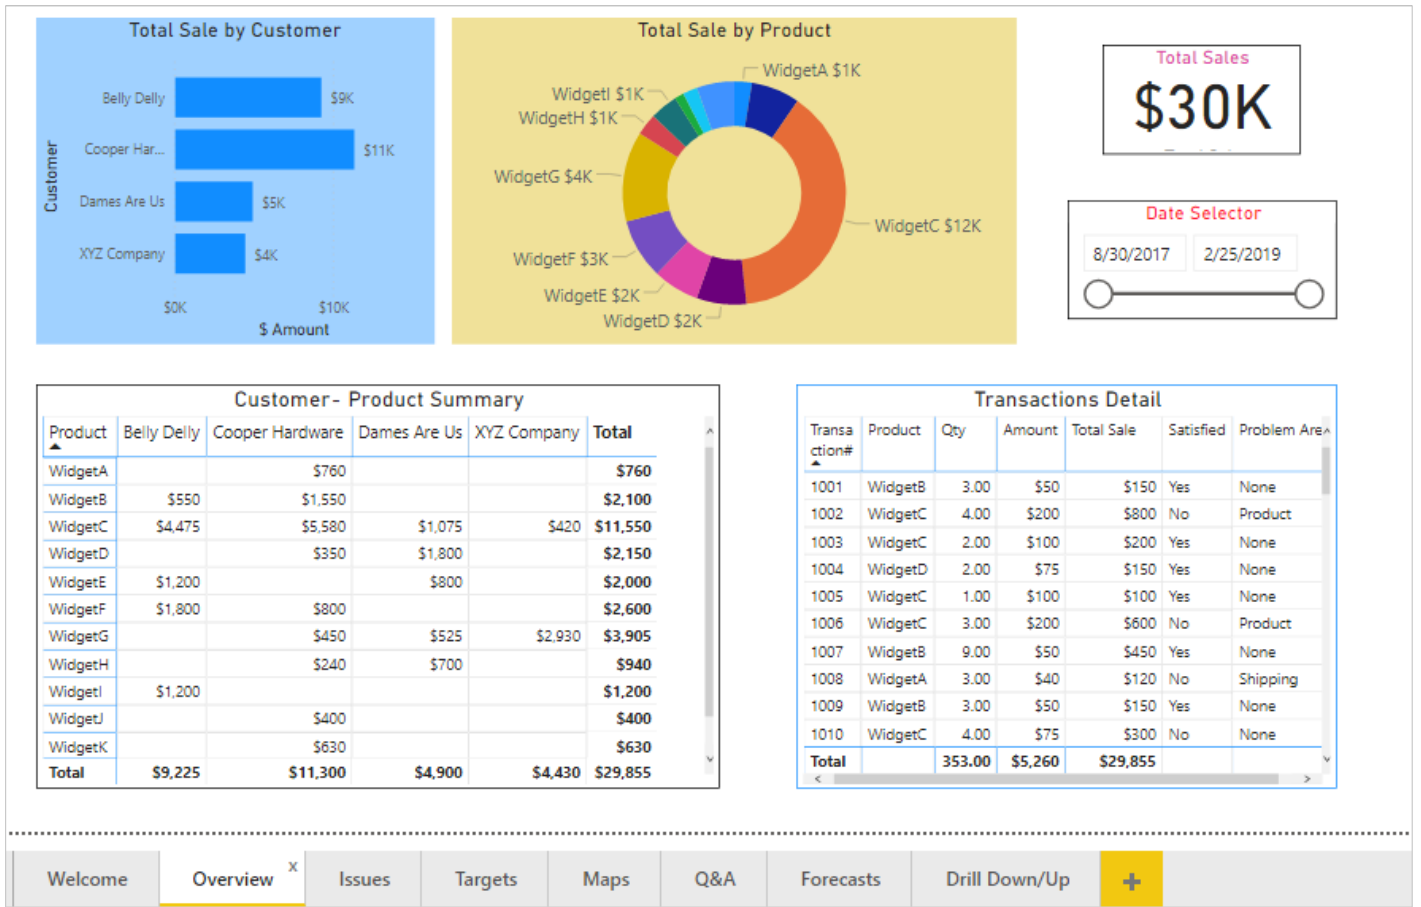 Total Sale by Customer
Customer
Belly Delly $9K
Cooper Har... $11K
Dames Are Us $5K
XYZ Company $4K
$0K $10K
$ Amount
Total Sale by Product
WidgetA $1K
WidgetI $1K
WidgetH $1K
WidgetG $4K
WidgetC $12K
WidgetF $3K
WidgetE $2K
WidgetD $2K
Total Sales
$30K
Date Selector
8/30/2017 2/25/2019
Customer- Product Summary
Product Belly Delly Cooper Hardware Dames Are Us XYZ Company Total
WidgetA $760 $760
WidgetB $550 $1,550 $2,100
WidgetC $4,475 $5,580 $1,075 $420 $11,550
WidgetD $350 $1,800 $2,150
WidgetE $1,200 $800 $2,000
WidgetF $1,800 $800 $2,600
WidgetG $450 $525 $2,930 $3,905
WidgetH $240 $700 $940
WidgetI $1,200 $1,200
WidgetJ $400 $400
WidgetK $630 $630
Total $9,225 $11,300 $4,900 $4,430 $29,855
Transactions Detail
Transa Product Qty Amount Total Sale Satisfied Problem Are
ction#
1001 WidgetB 3.00 $50 $150 Yes None
1002 WidgetC 4.00 $200 $800 No Product
1003 WidgetC 2.00 $100 $200 Yes None
1004 WidgetD 2.00 $75 $150 Yes None
1005 WidgetC 1.00 $100 $100 Yes None
1006 WidgetC 3.00 $200 $600 No Product
1007 WidgetB 9.00 $50 $450 Yes None
1008 WidgetA 3.00 $40 $120 No Shipping
1009 WidgetB 3.00 $50 $150 Yes None
1010 WidgetC 4.00 $75 $300 No None
Total 353.00 $5,260 $29,855
Welcome Overview x Issues Targets Maps Q&A Forecasts Drill Down/Up +